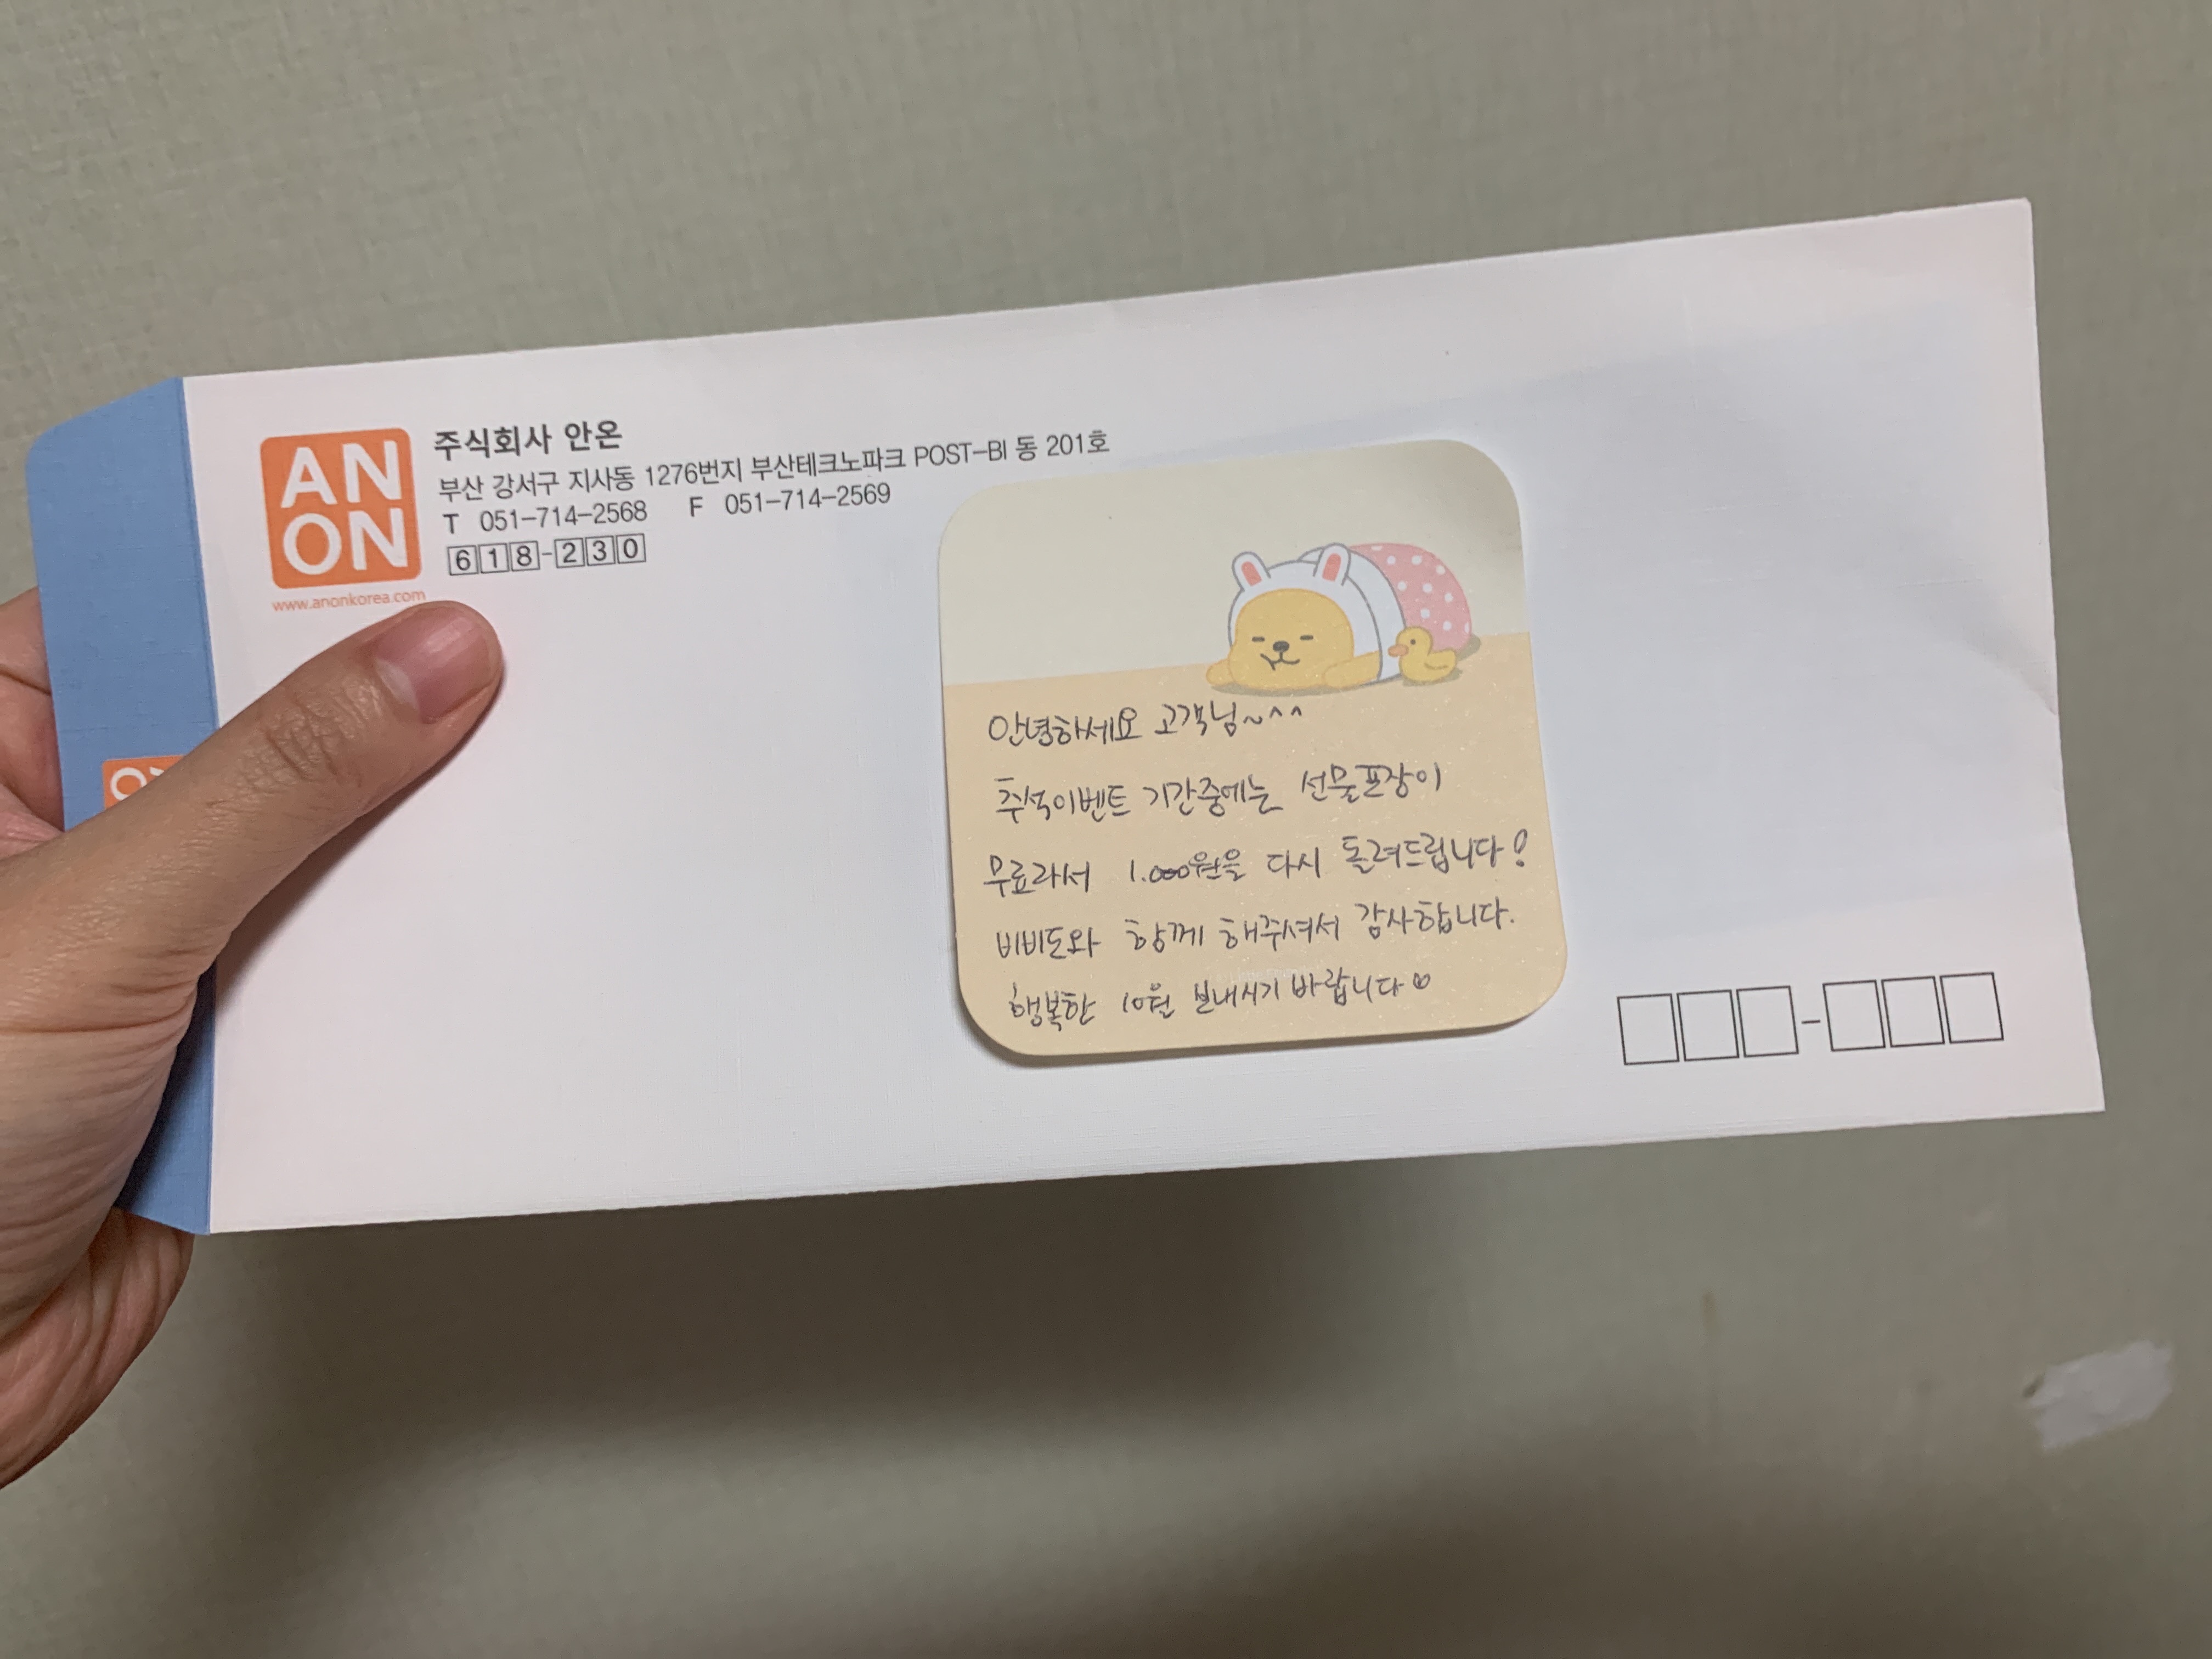 AN
ON
www.anonkorea.com
주식회사 안온
부산 강서구 지사동 1276번지 부산테크노파크 POST-BI 동 201호
T 051-714-2568 F 051-714-2569
618-230
안녕하세요 고객님~^^
추석이벤트 기간중에는 선물포장이
무료라서 1.000원을 다시 돌려드립니다!
비비도와 함께 해주셔서 감사합니다.
행복한 10월 보내시기 바랍니다♡